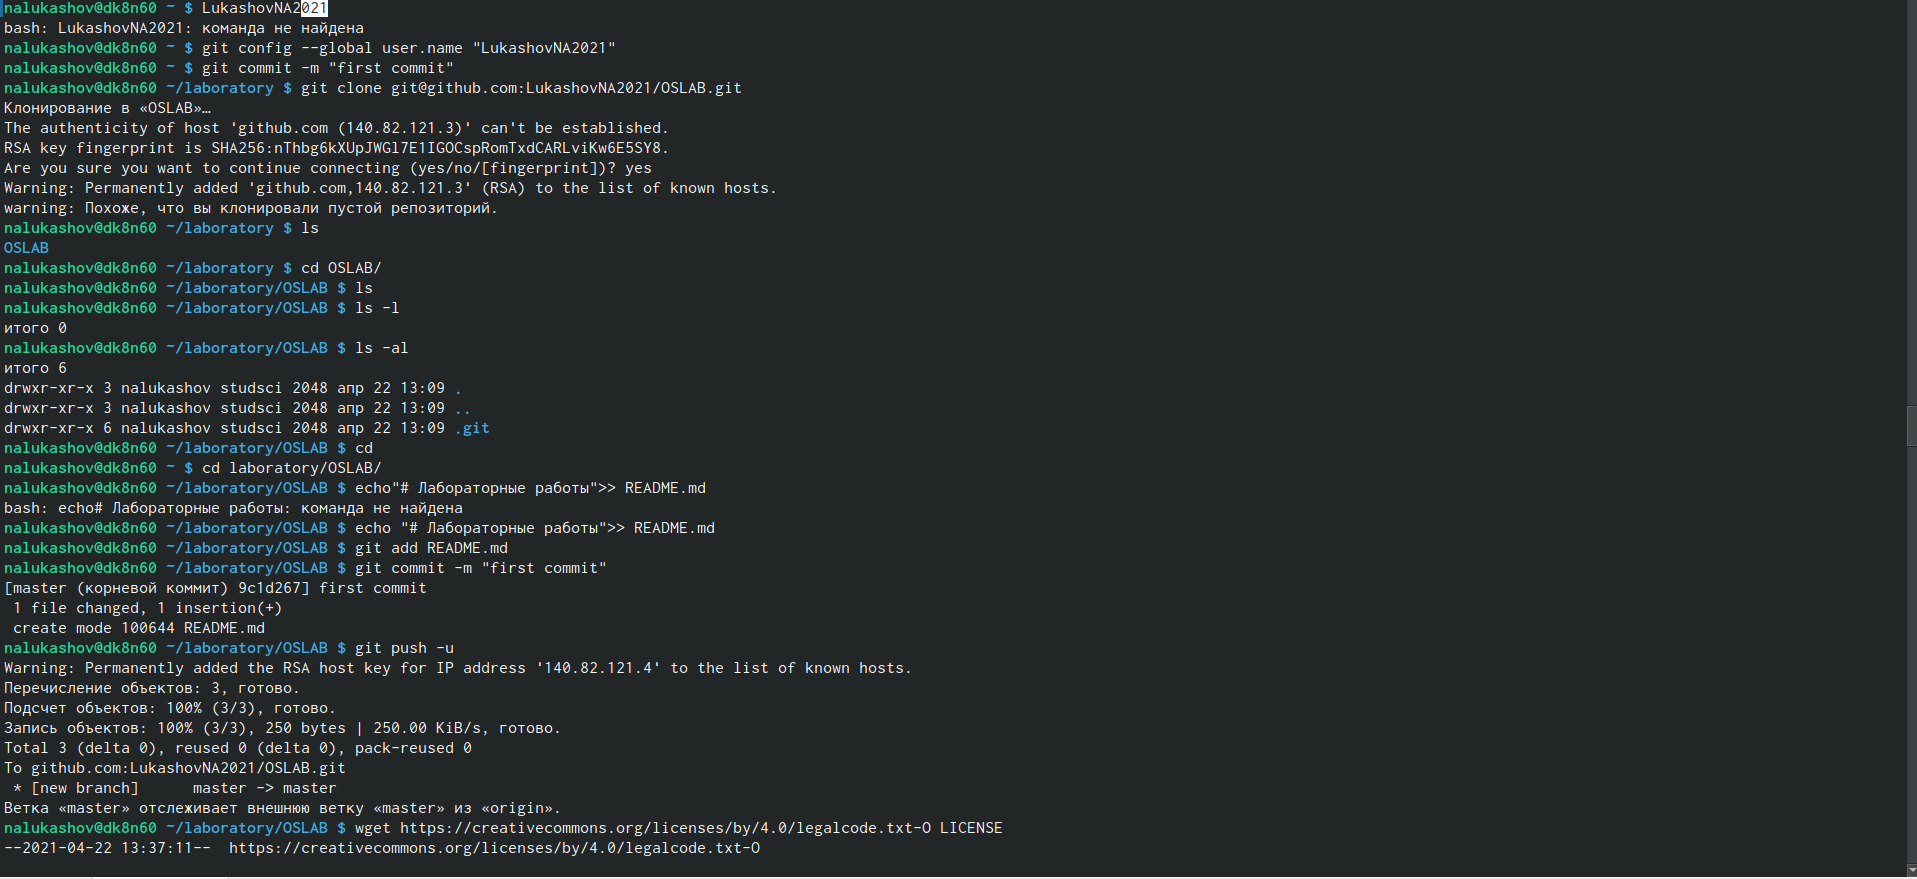 nalukashov@dk8n60 ~ $ LukashovNA2021
bash: LukashovNA2021: команда не найдена
nalukashov@dk8n60 ~ $ git config --global user.name "LukashovNA2021"
nalukashov@dk8n60 ~ $ git commit -m "first commit"
nalukashov@dk8n60 ~/laboratory $ git clone git@github.com:LukashovNA2021/OSLAB.git
Клонирование в «OSLAB»…
The authenticity of host 'github.com (140.82.121.3)' can't be established.
RSA key fingerprint is SHA256:nThbg6kXUpJWGl7E1IGOCspRomTxdCARLviKw6E5SY8.
Are you sure you want to continue connecting (yes/no/[fingerprint])? yes
Warning: Permanently added 'github.com,140.82.121.3' (RSA) to the list of known hosts.
warning: Похоже, что вы клонировали пустой репозиторий.
nalukashov@dk8n60 ~/laboratory $ ls
OSLAB
nalukashov@dk8n60 ~/laboratory $ cd OSLAB/
nalukashov@dk8n60 ~/laboratory/OSLAB $ ls
nalukashov@dk8n60 ~/laboratory/OSLAB $ ls -l
итого 0
nalukashov@dk8n60 ~/laboratory/OSLAB $ ls -al
итого 6
drwxr-xr-x 3 nalukashov studsci 2048 апр 22 13:09 .
drwxr-xr-x 3 nalukashov studsci 2048 апр 22 13:09 ..
drwxr-xr-x 6 nalukashov studsci 2048 апр 22 13:09 .git
nalukashov@dk8n60 ~/laboratory/OSLAB $ cd
nalukashov@dk8n60 ~ $ cd laboratory/OSLAB/
nalukashov@dk8n60 ~/laboratory/OSLAB $ echo"# Лабораторные работы">> README.md
bash: echo# Лабораторные работы: команда не найдена
nalukashov@dk8n60 ~/laboratory/OSLAB $ echo "# Лабораторные работы">> README.md
nalukashov@dk8n60 ~/laboratory/OSLAB $ git add README.md
nalukashov@dk8n60 ~/laboratory/OSLAB $ git commit -m "first commit"
[master (корневой коммит) 9c1d267] first commit
 1 file changed, 1 insertion(+)
 create mode 100644 README.md
nalukashov@dk8n60 ~/laboratory/OSLAB $ git push -u
Warning: Permanently added the RSA host key for IP address '140.82.121.4' to the list of known hosts.
Перечисление объектов: 3, готово.
Подсчет объектов: 100% (3/3), готово.
Запись объектов: 100% (3/3), 250 bytes | 250.00 KiB/s, готово.
Total 3 (delta 0), reused 0 (delta 0), pack-reused 0
To github.com:LukashovNA2021/OSLAB.git
 * [new branch]      master -> master
Ветка «master» отслеживает внешнюю ветку «master» из «origin».
nalukashov@dk8n60 ~/laboratory/OSLAB $ wget https://creativecommons.org/licenses/by/4.0/legalcode.txt-O LICENSE
--2021-04-22 13:37:11--  https://creativecommons.org/licenses/by/4.0/legalcode.txt-O